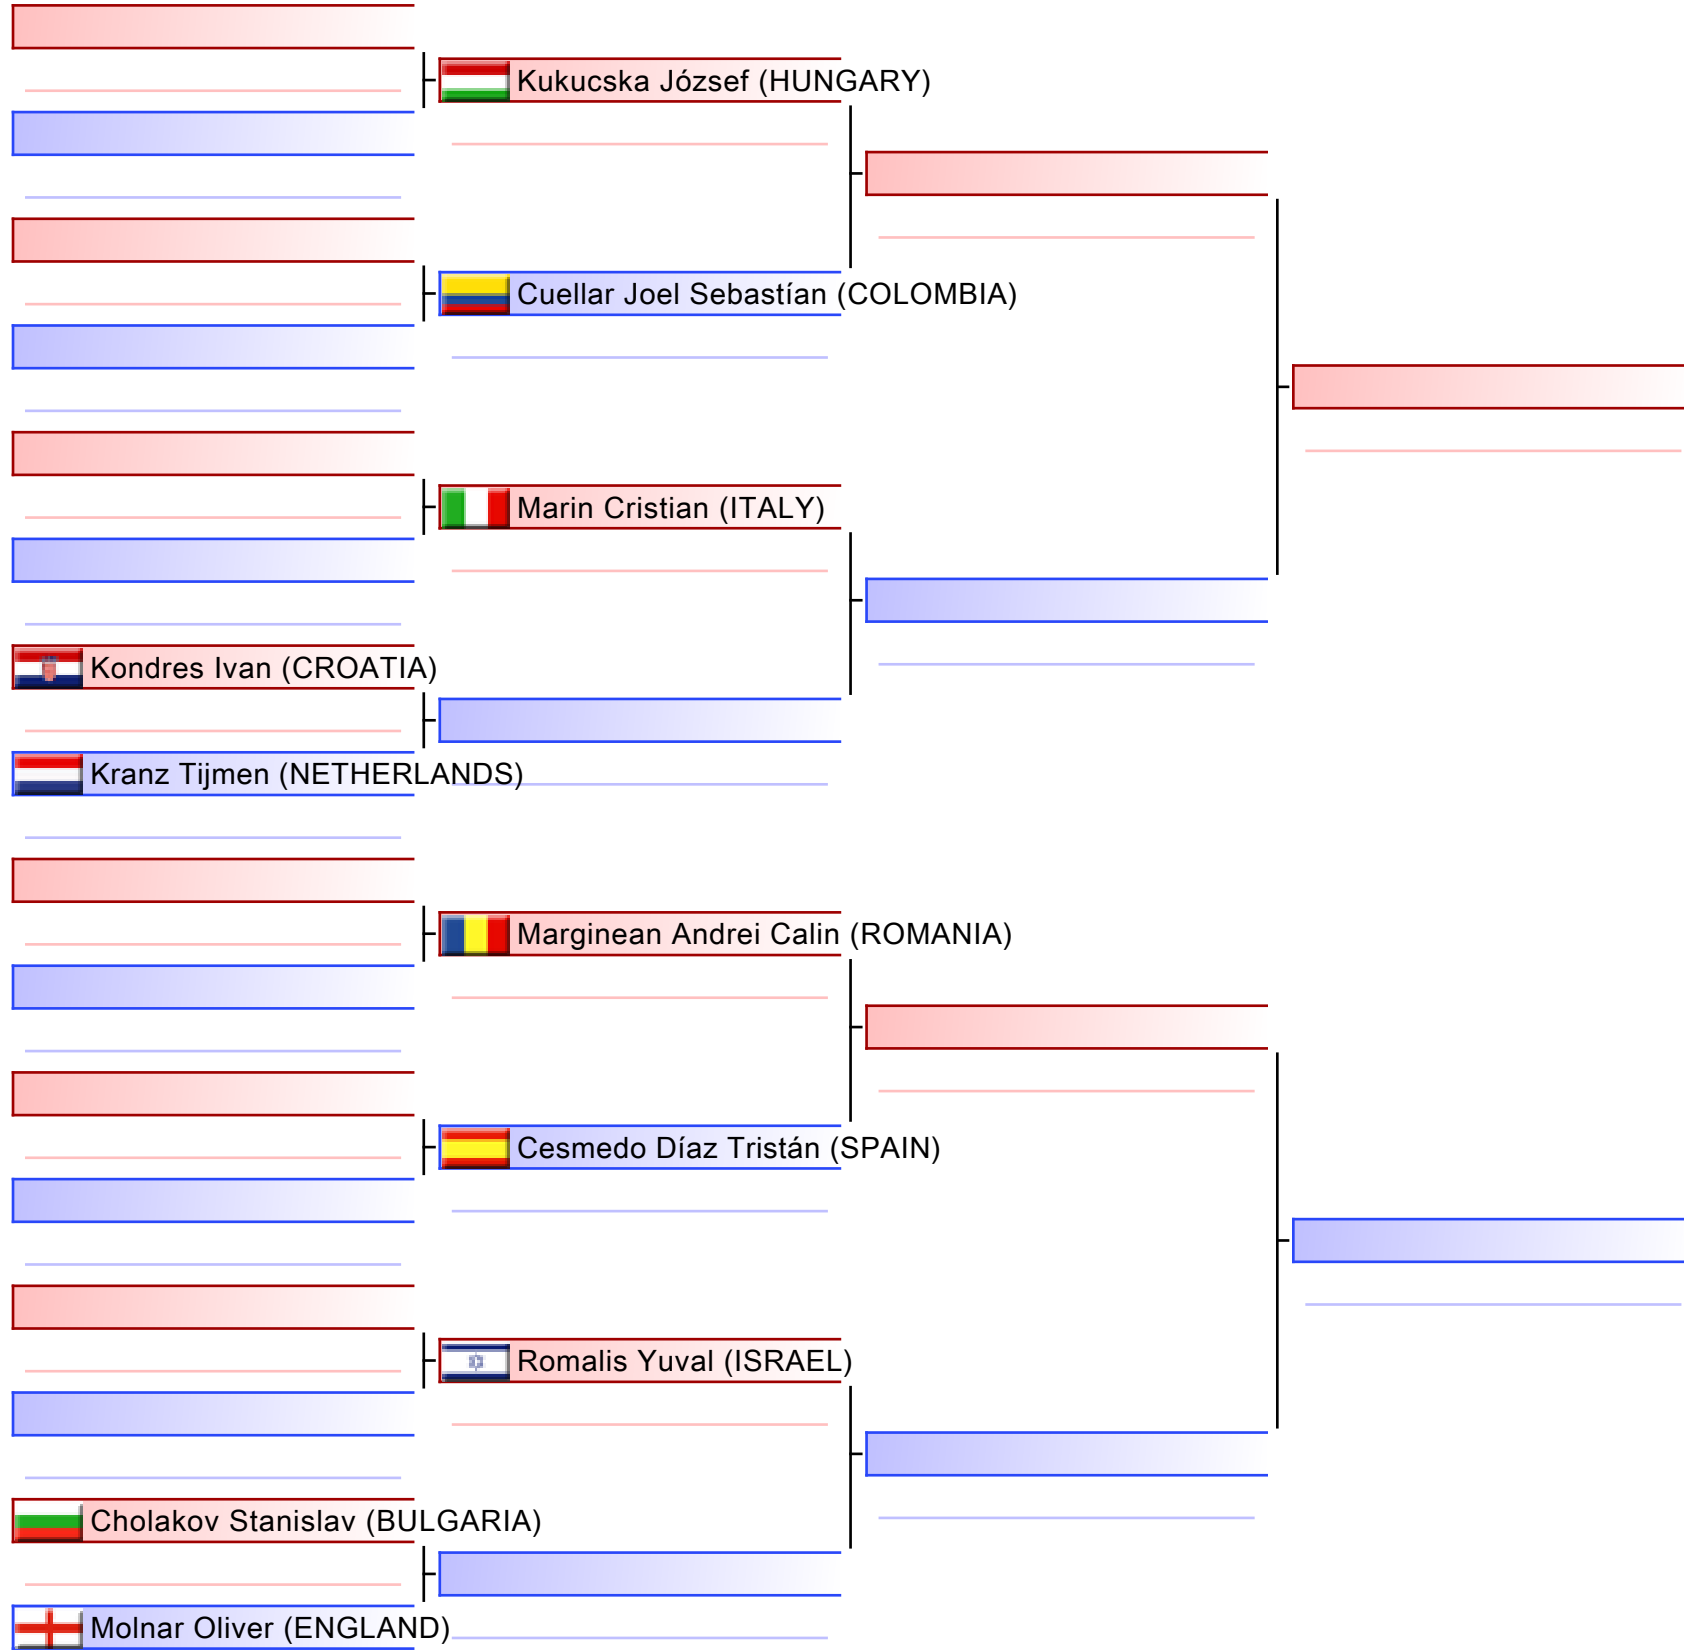 Kukucska József (HUNGARY)
Cuellar Joel Sebastían (COLOMBIA)
Marin Cristian (ITALY)
Kondres Ivan (CROATIA)
Kranz Tijmen (NETHERLANDS)
Marginean Andrei Calin (ROMANIA)
Cesmedo Díaz Tristán (SPAIN)
Romalis Yuval (ISRAEL)
Cholakov Stanislav (BULGARIA)
Molnar Oliver (ENGLAND)